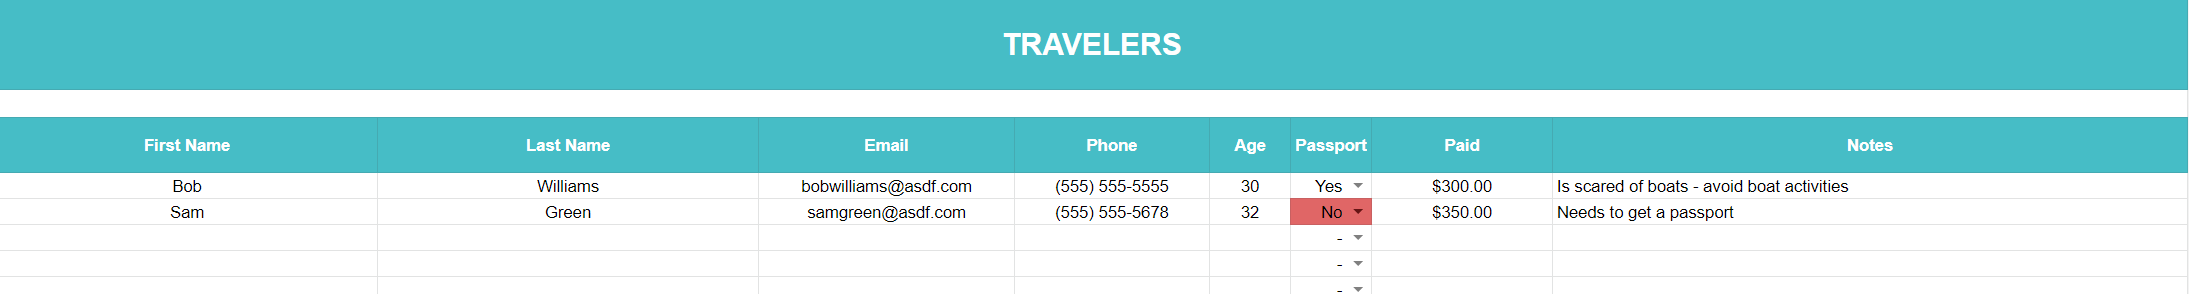 TRAVELERS
First Name Last Name Email Phone Age Passport Paid Notes
Bob Williams bobwilliams@asdf.com (555) 555-5555 30 Yes $300.00 Is scared of boats - avoid boat activities
Sam Green samgreen@asdf.com (555) 555-5678 32 No $350.00 Needs to get a passport
-
-
-